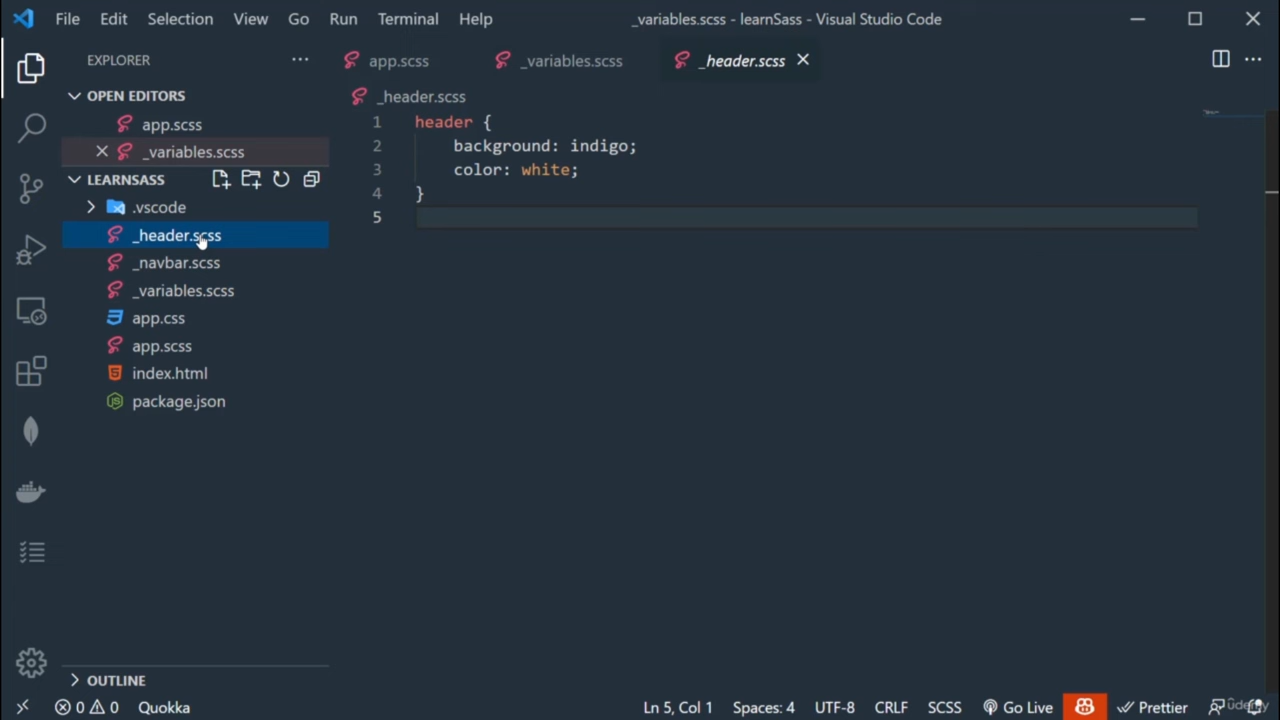 File Edit Selection View Go Run Terminal Help _variables.scss - learnSass - Visual Studio Code
EXPLORER
app.scss _variables.scss _header.scss
OPEN EDITORS
app.scss
_variables.scss
LEARNSASS
.vscode
_header.scss
_navbar.scss
_variables.scss
app.css
app.scss
index.html
package.json
OUTLINE
_header.scss
1 header {
2 background: indigo;
3 color: white;
4 }
5
0 0 Quokka Ln 5, Col 1 Spaces: 4 UTF-8 CRLF SCSS Go Live Prettier
udemy